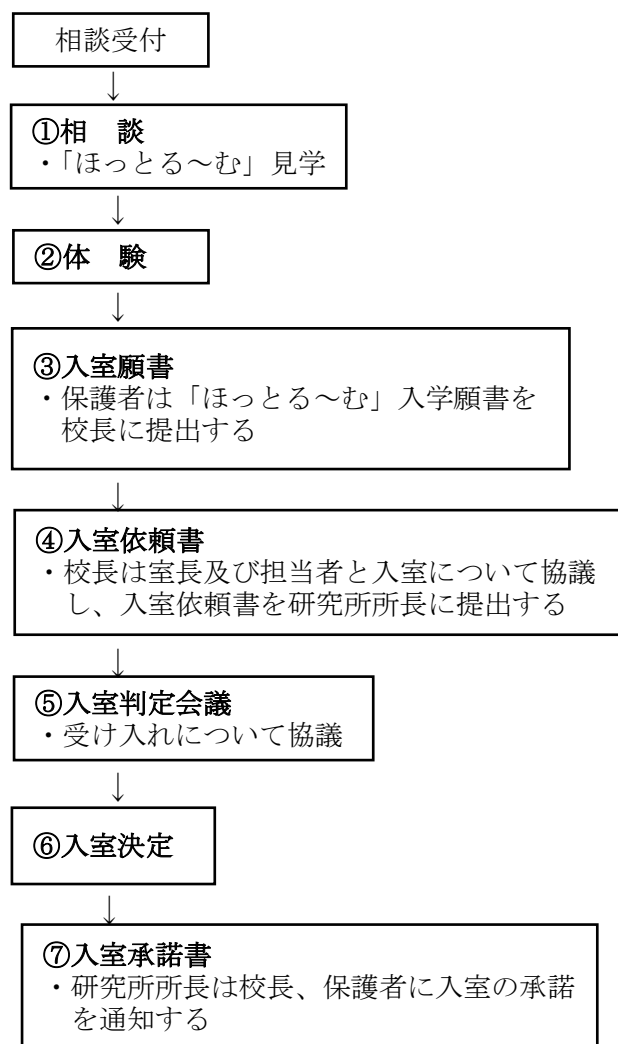 相談受付
↓
①相　談
・「ほっとる～む」見学
↓
②体　験
↓
③入室願書
・保護者は「ほっとる～む」入学願書を
校長に提出する
↓
④入室依頼書
・校長は室長及び担当者と入室について協議
し、入室依頼書を研究所所長に提出する
↓
⑤入室判定会議
・受け入れについて協議
↓
⑥入室決定
↓
⑦入室承諾書
・研究所所長は校長、保護者に入室の承諾
を通知する